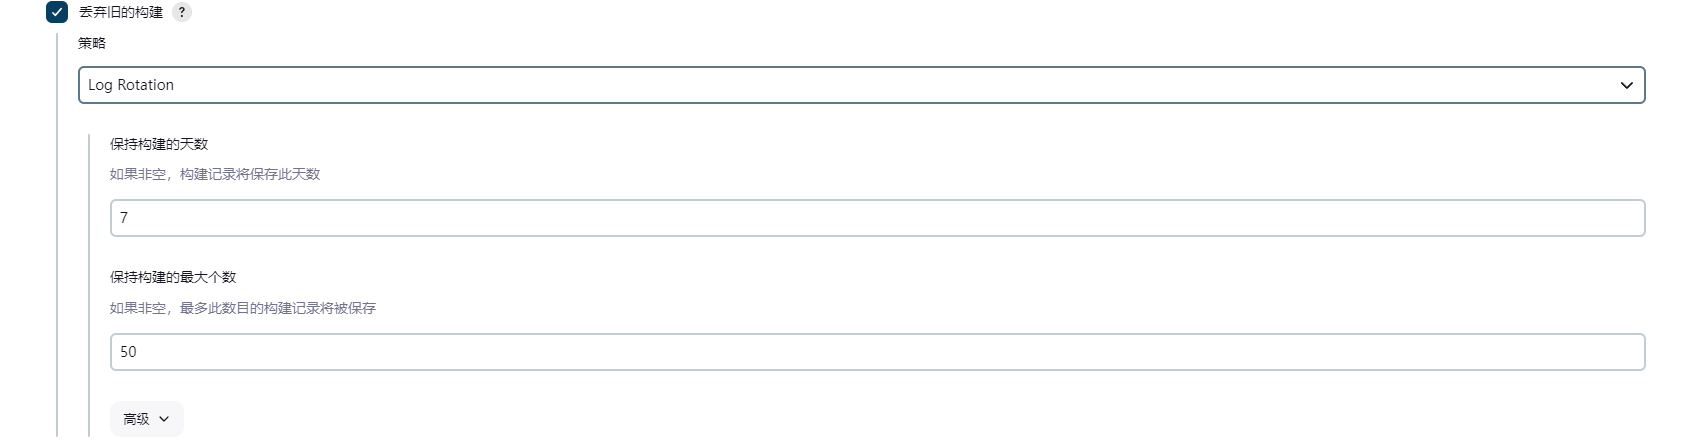 丢弃旧的构建 ?
策略
Log Rotation
保持构建的天数
如果非空，构建记录将保存此天数
7
保持构建的最大个数
如果非空，最多此数目的构建记录将被保存
50
高级